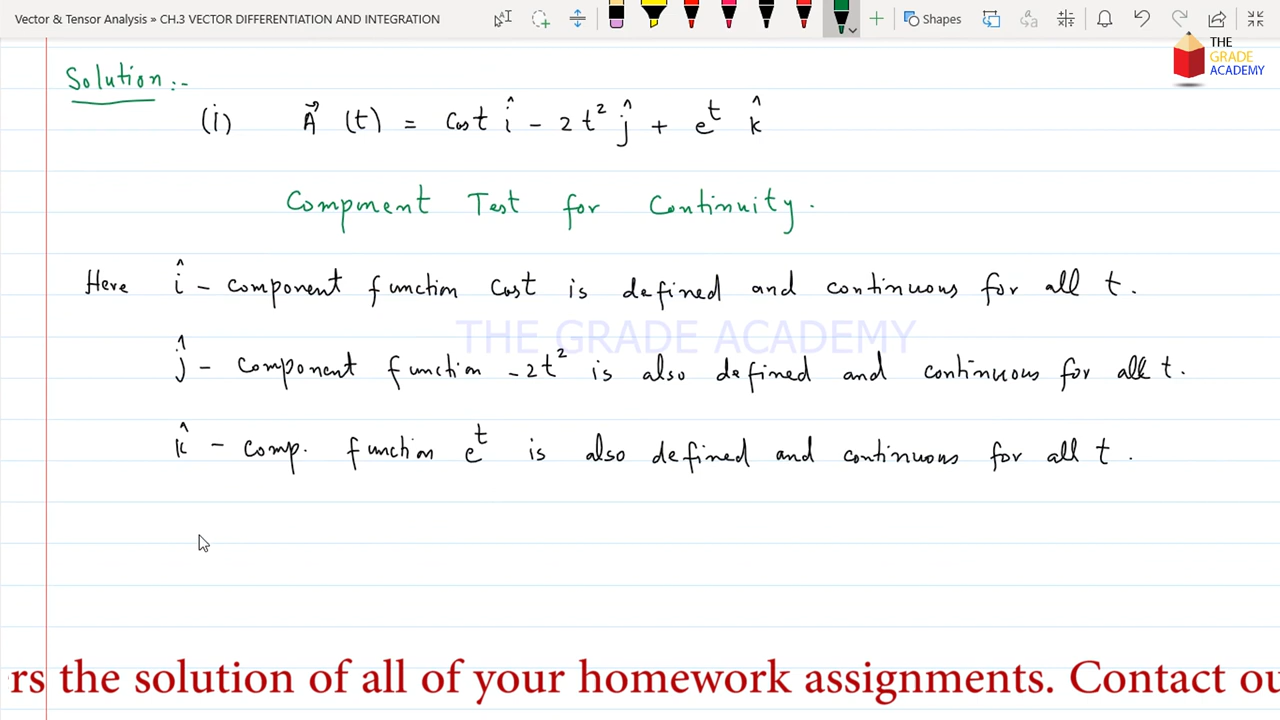 Vector & Tensor Analysis » CH.3 VECTOR DIFFERENTIATION AND INTEGRATION
Shapes
THE GRADE ACADEMY
Solution:-
(i) A⃗ (t) = Cost î - 2t² ĵ + e^t k̂
Component Test for Continuity.
Here î - component function Cost is defined and continuous for all t.
THE GRADE ACADEMY
ĵ - component function -2t² is also defined and continuous for all t.
k̂ - comp. function e^t is also defined and continuous for all t.
rs the solution of all of your homework assignments. Contact ou